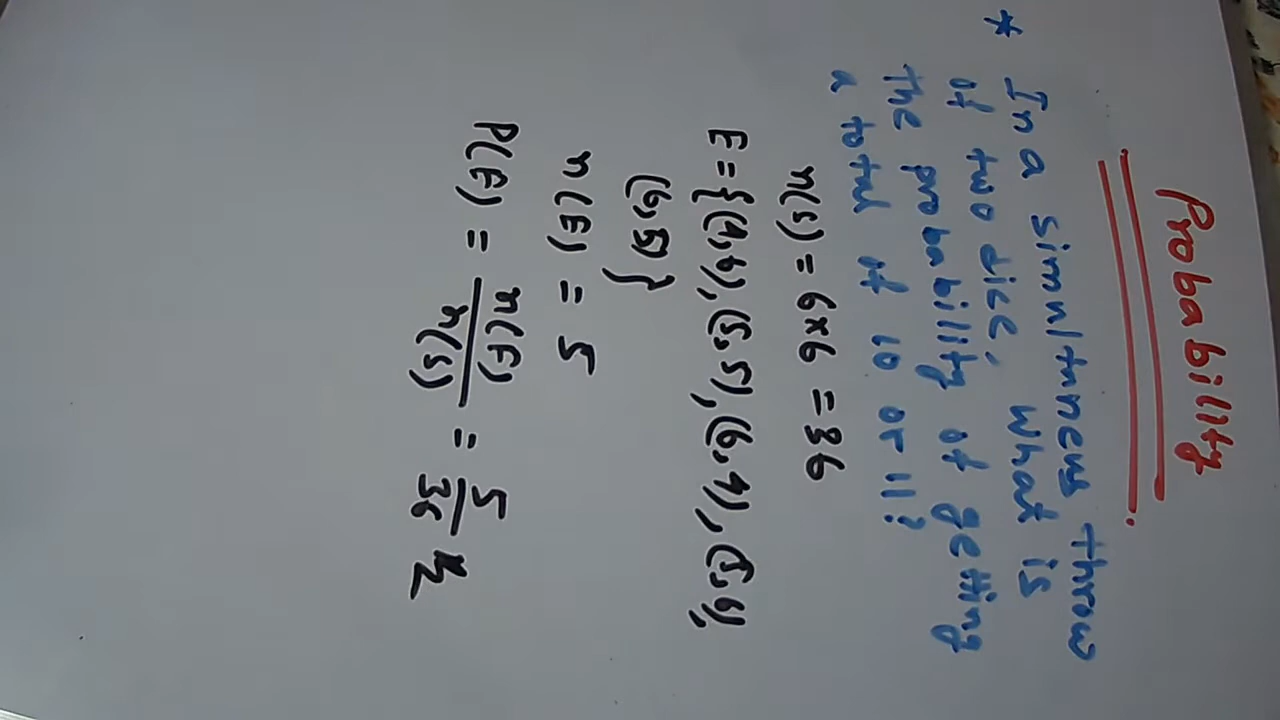 Probability
* In a simultaneous throw
of two dice, what is
the probability of getting
a total of 10 or 11?
n(S) = 6×6 = 36
E = {(4,6), (5,5), (6,4), (5,6),
(6,5)}
n(E) = 5
P(E) = n(E)/n(S) = 5/36